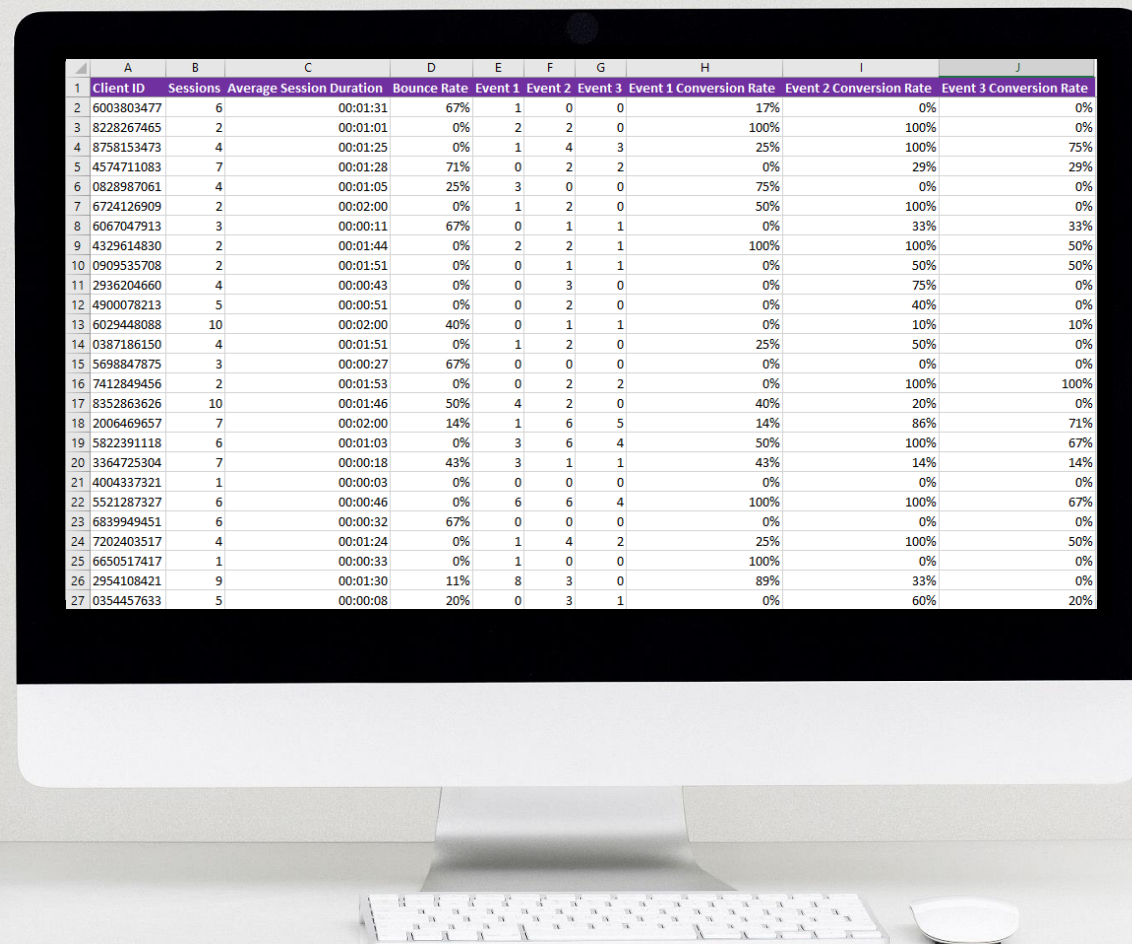 A B C D E F G H I J
1 Client ID Sessions Average Session Duration Bounce Rate Event 1 Event 2 Event 3 Event 1 Conversion Rate Event 2 Conversion Rate Event 3 Conversion Rate
2 6003803477 6 00:01:31 67% 1 0 0 17% 0% 0%
3 8228267465 2 00:01:01 0% 2 2 0 100% 100% 0%
4 8758153473 4 00:01:25 0% 1 4 3 25% 100% 75%
5 4574711083 7 00:01:28 71% 0 2 2 0% 29% 29%
6 0828987061 4 00:01:05 25% 3 0 0 75% 0% 0%
7 6724126909 2 00:02:00 0% 1 2 0 50% 100% 0%
8 6067047913 3 00:00:11 67% 0 1 1 0% 33% 33%
9 4329614830 2 00:01:44 0% 2 2 1 100% 100% 50%
10 0909535708 2 00:01:51 0% 0 1 1 0% 50% 50%
11 2936204660 4 00:00:43 0% 0 3 0 0% 75% 0%
12 4900078213 5 00:00:51 0% 0 2 0 0% 40% 0%
13 6029448088 10 00:02:00 40% 0 1 1 0% 10% 10%
14 0387186150 4 00:01:51 0% 1 2 0 25% 50% 0%
15 5698847875 3 00:00:27 67% 0 0 0 0% 0% 0%
16 7412849456 2 00:01:53 0% 0 2 2 0% 100% 100%
17 8352863626 10 00:01:46 50% 4 2 0 40% 20% 0%
18 2006469657 7 00:02:00 14% 1 6 5 14% 86% 71%
19 5822391118 6 00:01:03 0% 3 6 4 50% 100% 67%
20 3364725304 7 00:00:18 43% 3 1 1 43% 14% 14%
21 4004337321 1 00:00:03 0% 0 0 0 0% 0% 0%
22 5521287327 6 00:00:46 0% 6 6 4 100% 100% 67%
23 6839949451 6 00:00:32 67% 0 0 0 0% 0% 0%
24 7202403517 4 00:01:24 0% 1 4 2 25% 100% 50%
25 6650517417 1 00:00:33 0% 1 0 0 100% 0% 0%
26 2954108421 9 00:01:30 11% 8 3 0 89% 33% 0%
27 0354457633 5 00:00:08 20% 0 3 1 0% 60% 20%